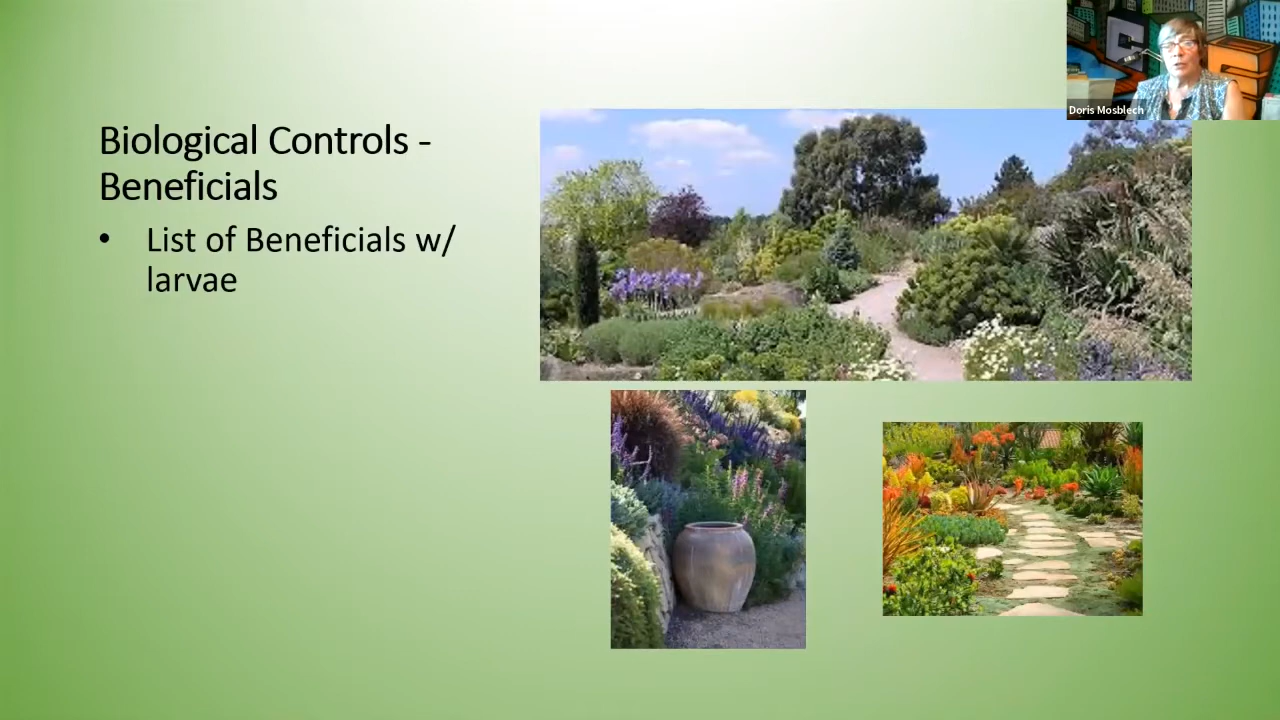 Doris Mosblech
Biological Controls -
Beneficials
• List of Beneficials w/
larvae